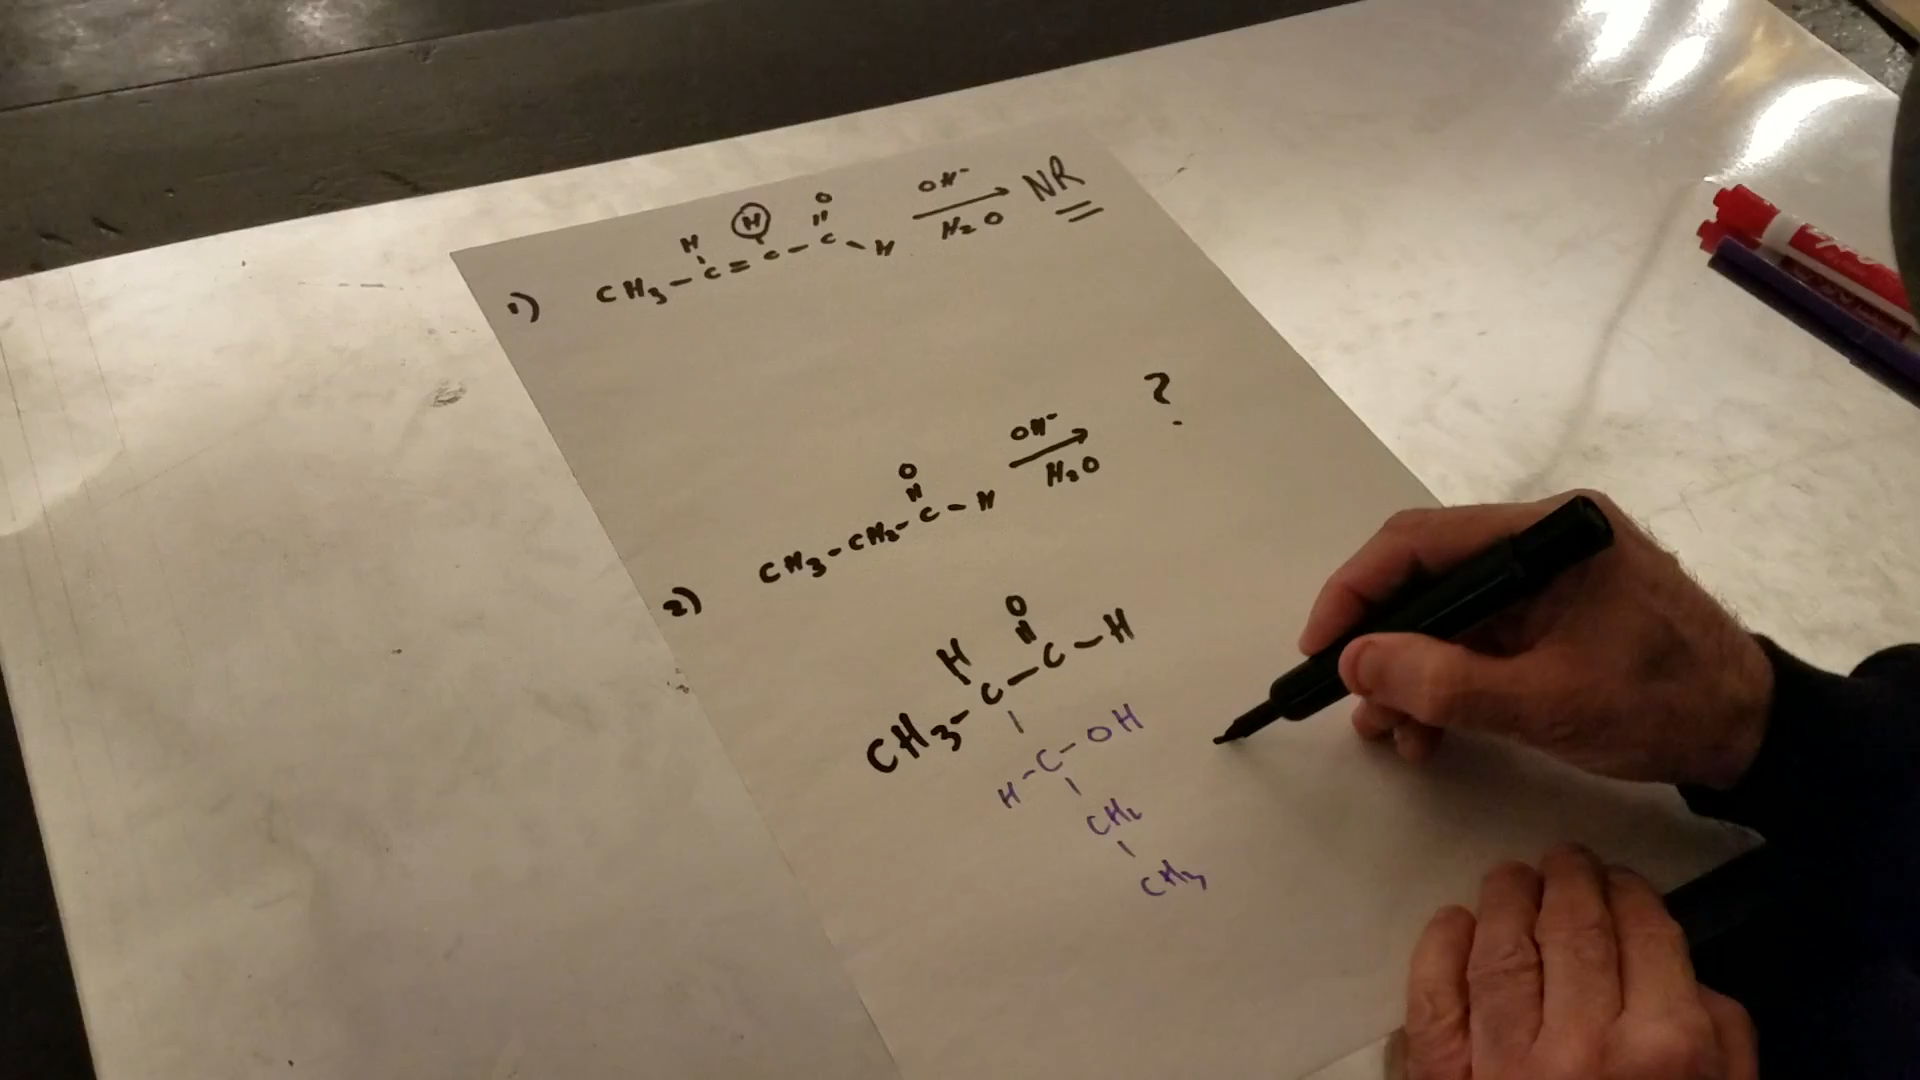 H (H) O
1) CH3 - C = C - C - H OH- → H2O NR
?
O
2) CH3 - CH2 - C - H OH- → H2O
H O
CH3 - C - C - H
H - C - OH
CH2
CH3